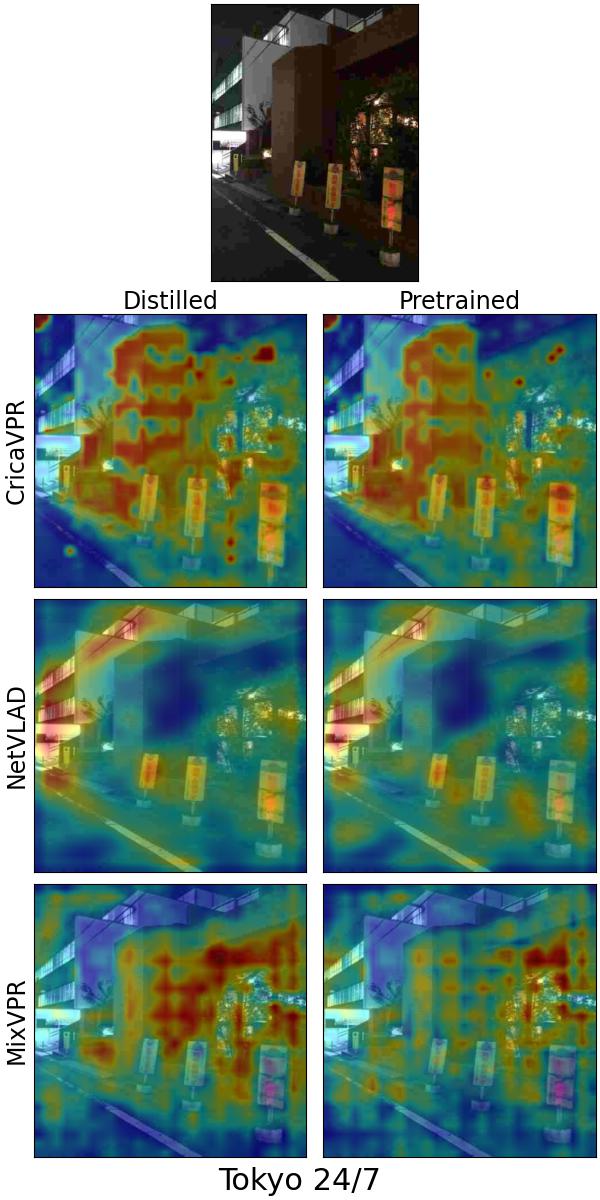 Distilled
Pretrained
CricaVPR
NetVLAD
MixVPR
Tokyo 24/7